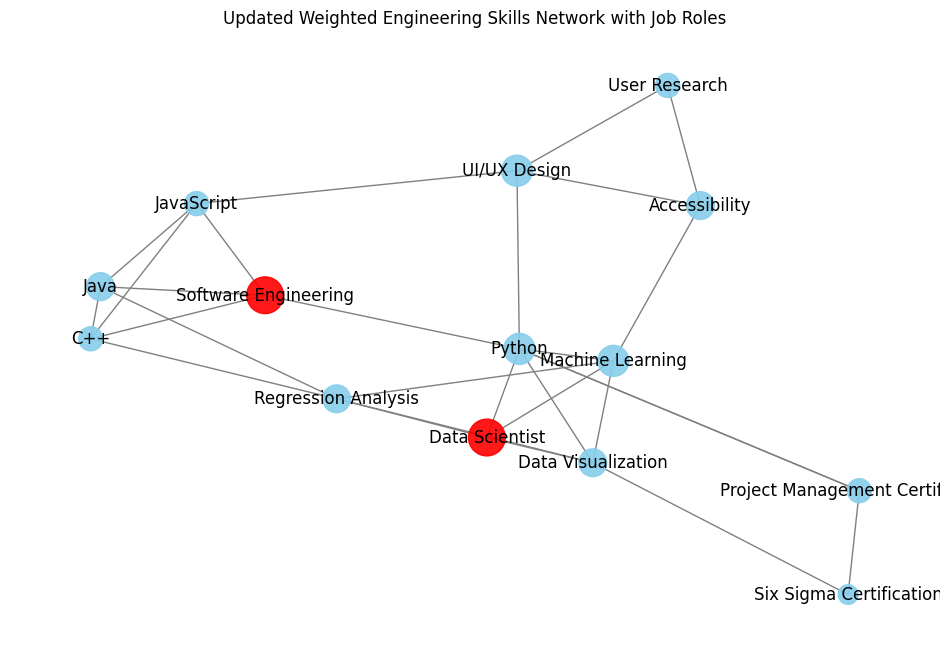 Updated Weighted Engineering Skills Network with Job Roles
User Research
UI/UX Design
JavaScript
Accessibility
Java
Software Engineering
C++
Python
Machine Learning
Regression Analysis
Data Scientist
Data Visualization
Project Management Certif
Six Sigma Certification